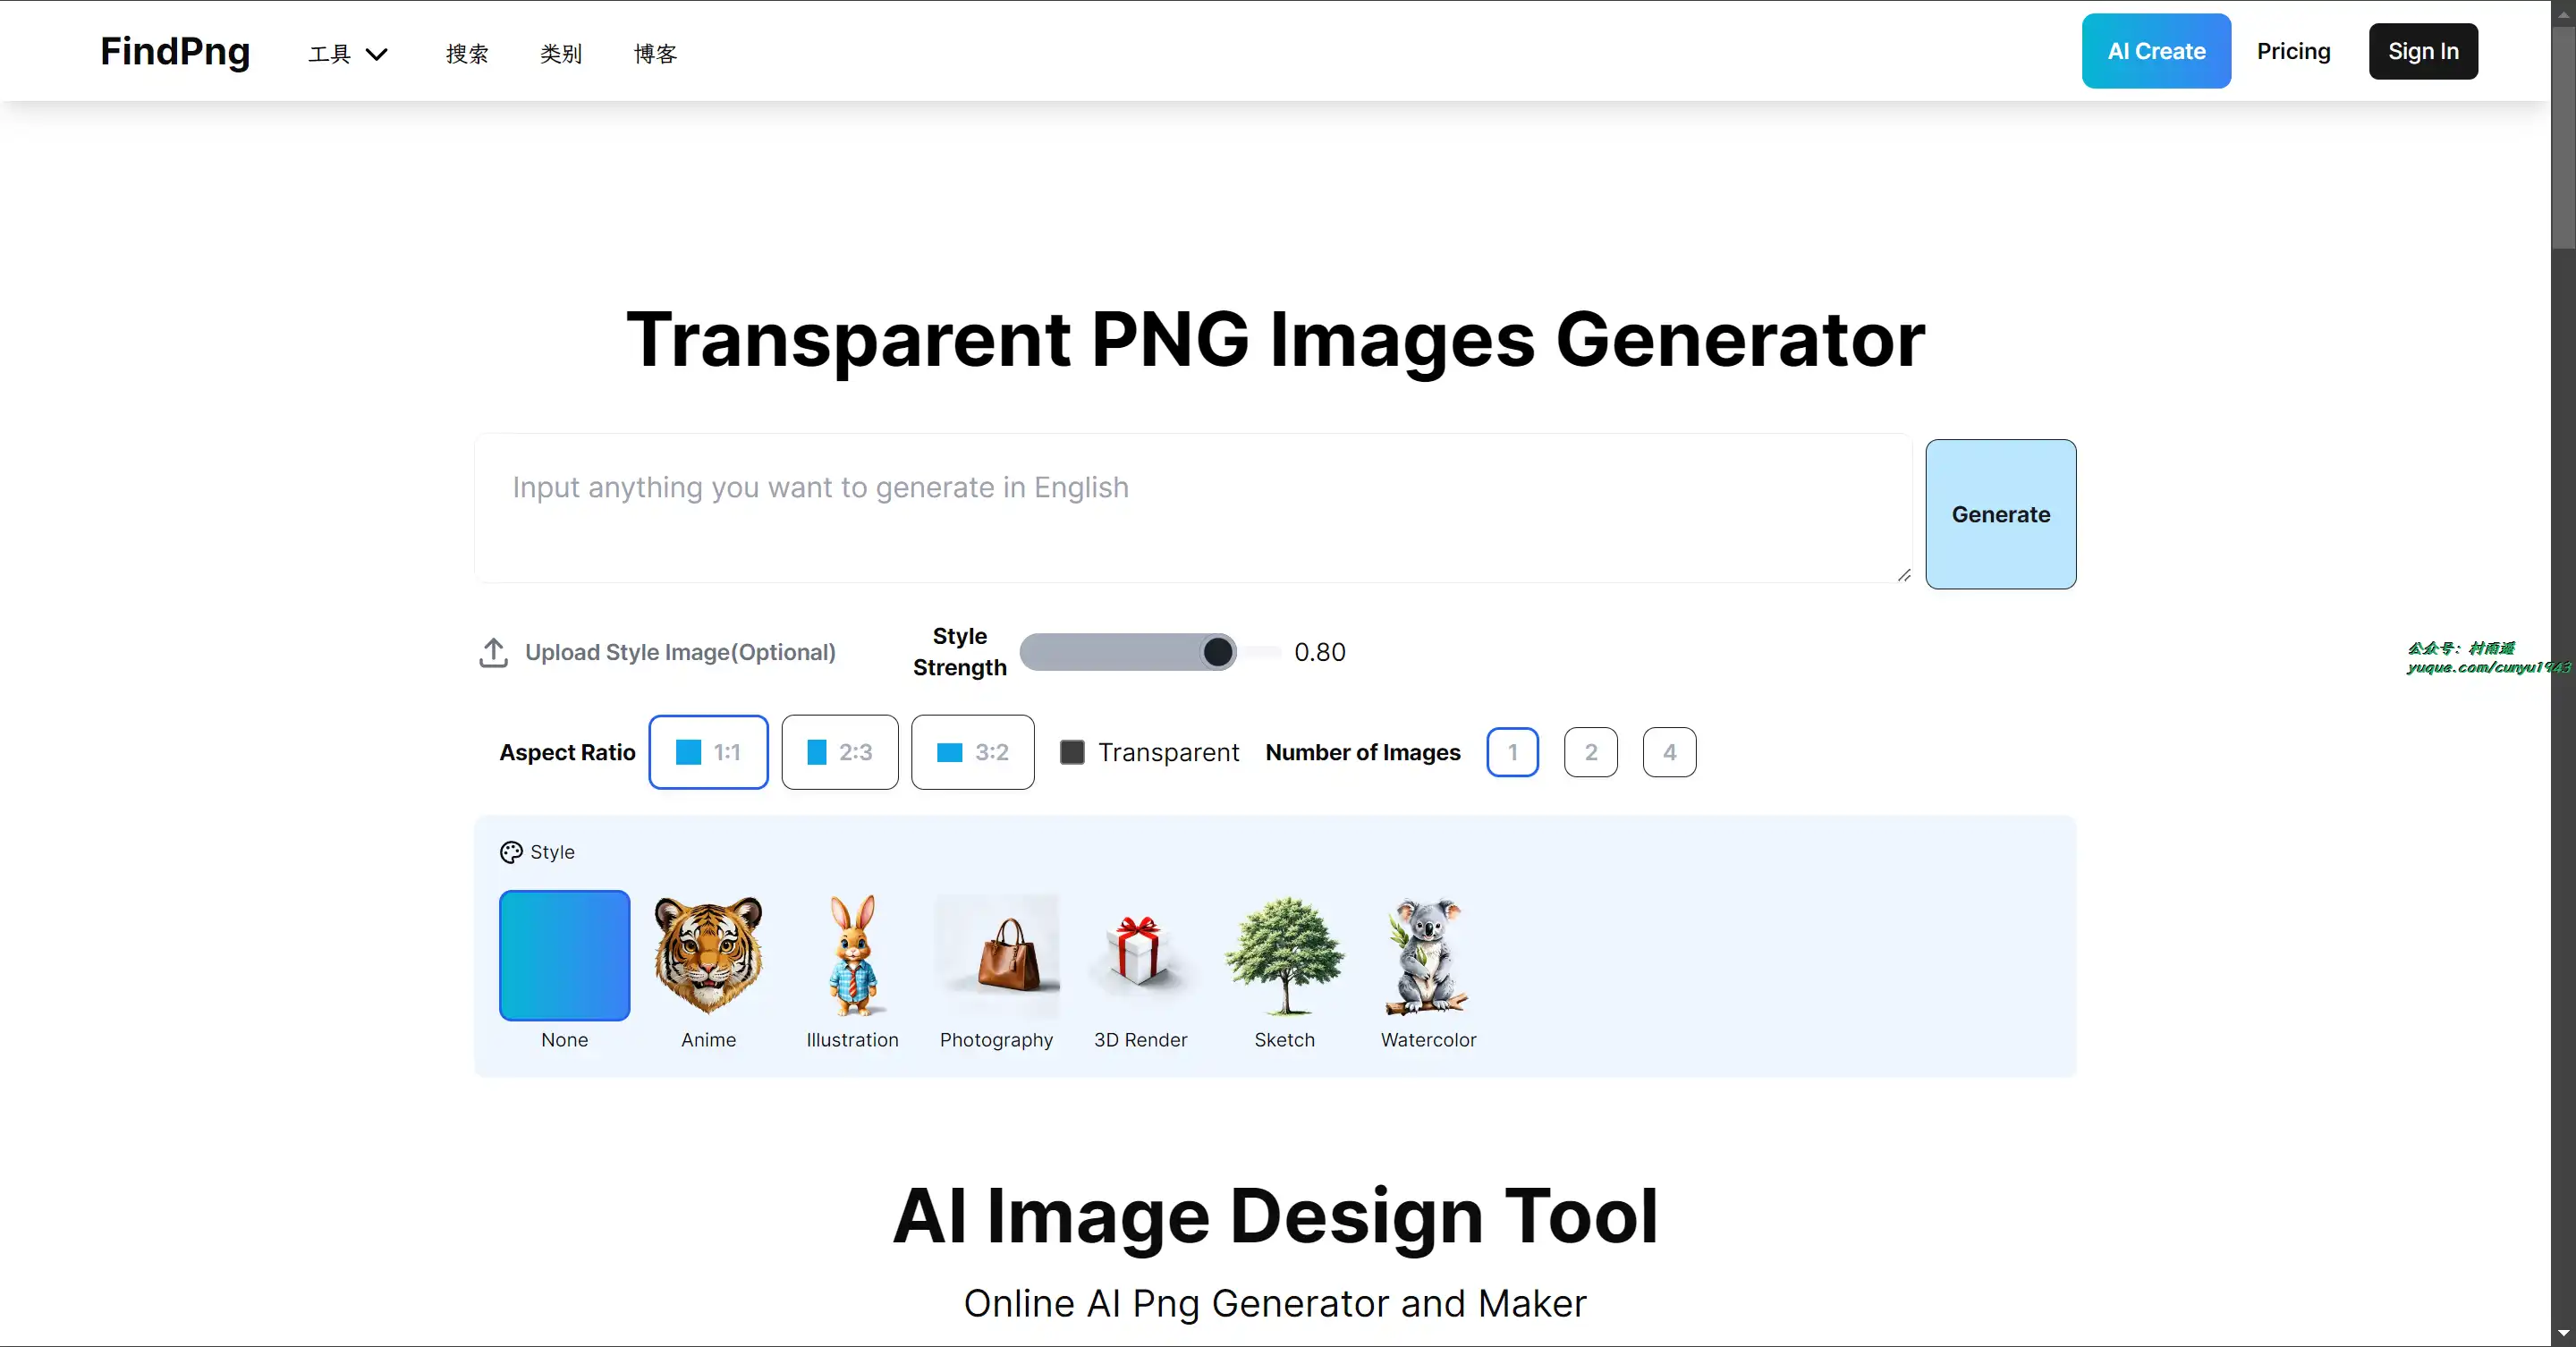 FindPng
工具
搜索
类别
博客
AI Create
Pricing
Sign In
Transparent PNG Images Generator
Input anything you want to generate in English
Generate
Upload Style Image(Optional)
Style
Strength
0.80
公众号：村雨遥
yuque.com/cunyu1943
Aspect Ratio
1:1
2:3
3:2
Transparent
Number of Images
1
2
4
Style
None
Anime
Illustration
Photography
3D Render
Sketch
Watercolor
AI Image Design Tool
Online AI Png Generator and Maker